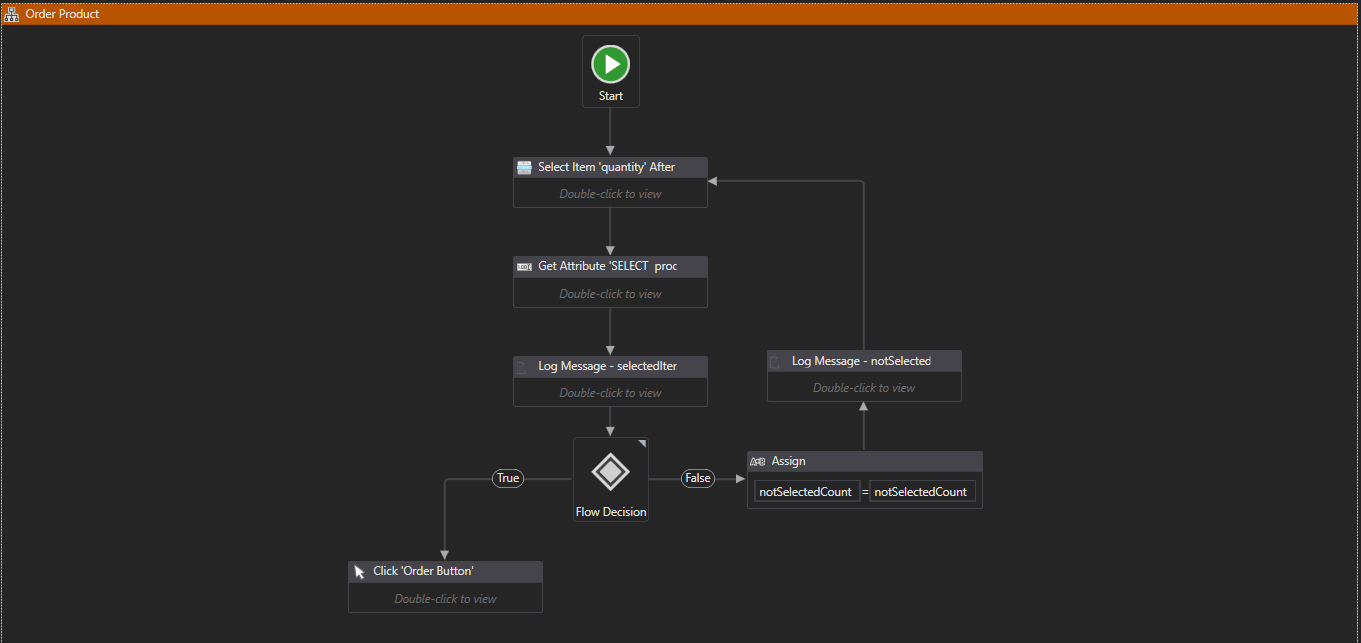 Order Product
Start
Select Item 'quantity' After
Double-click to view
Get Attribute 'SELECT proc
Double-click to view
Log Message - selectedIter
Double-click to view
Log Message - notSelected
Double-click to view
True
Flow Decision
False
Assign
notSelectedCount = notSelectedCount
Click 'Order Button'
Double-click to view